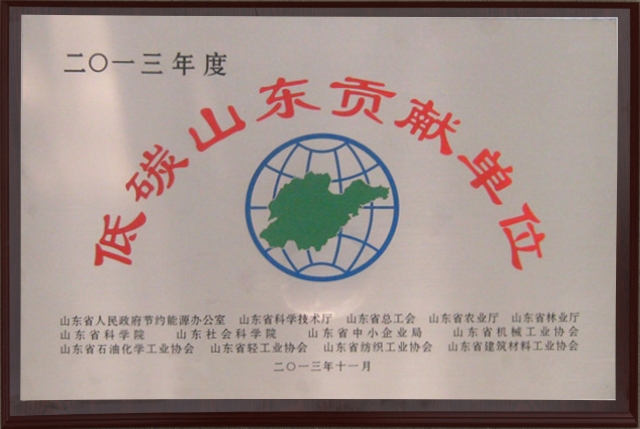 二〇一三年度
低碳山东贡献单位
山东省人民政府节约能源办公室 山东省科学技术厅 山东省总工会 山东省农业厅 山东省林业厅
山东省科学院 山东社会科学院 山东省中小企业局 山东省机械工业协会
山东省石油化学工业协会 山东省轻工业协会 山东省纺织工业协会 山东省建筑材料工业协会
二〇一三年十一月